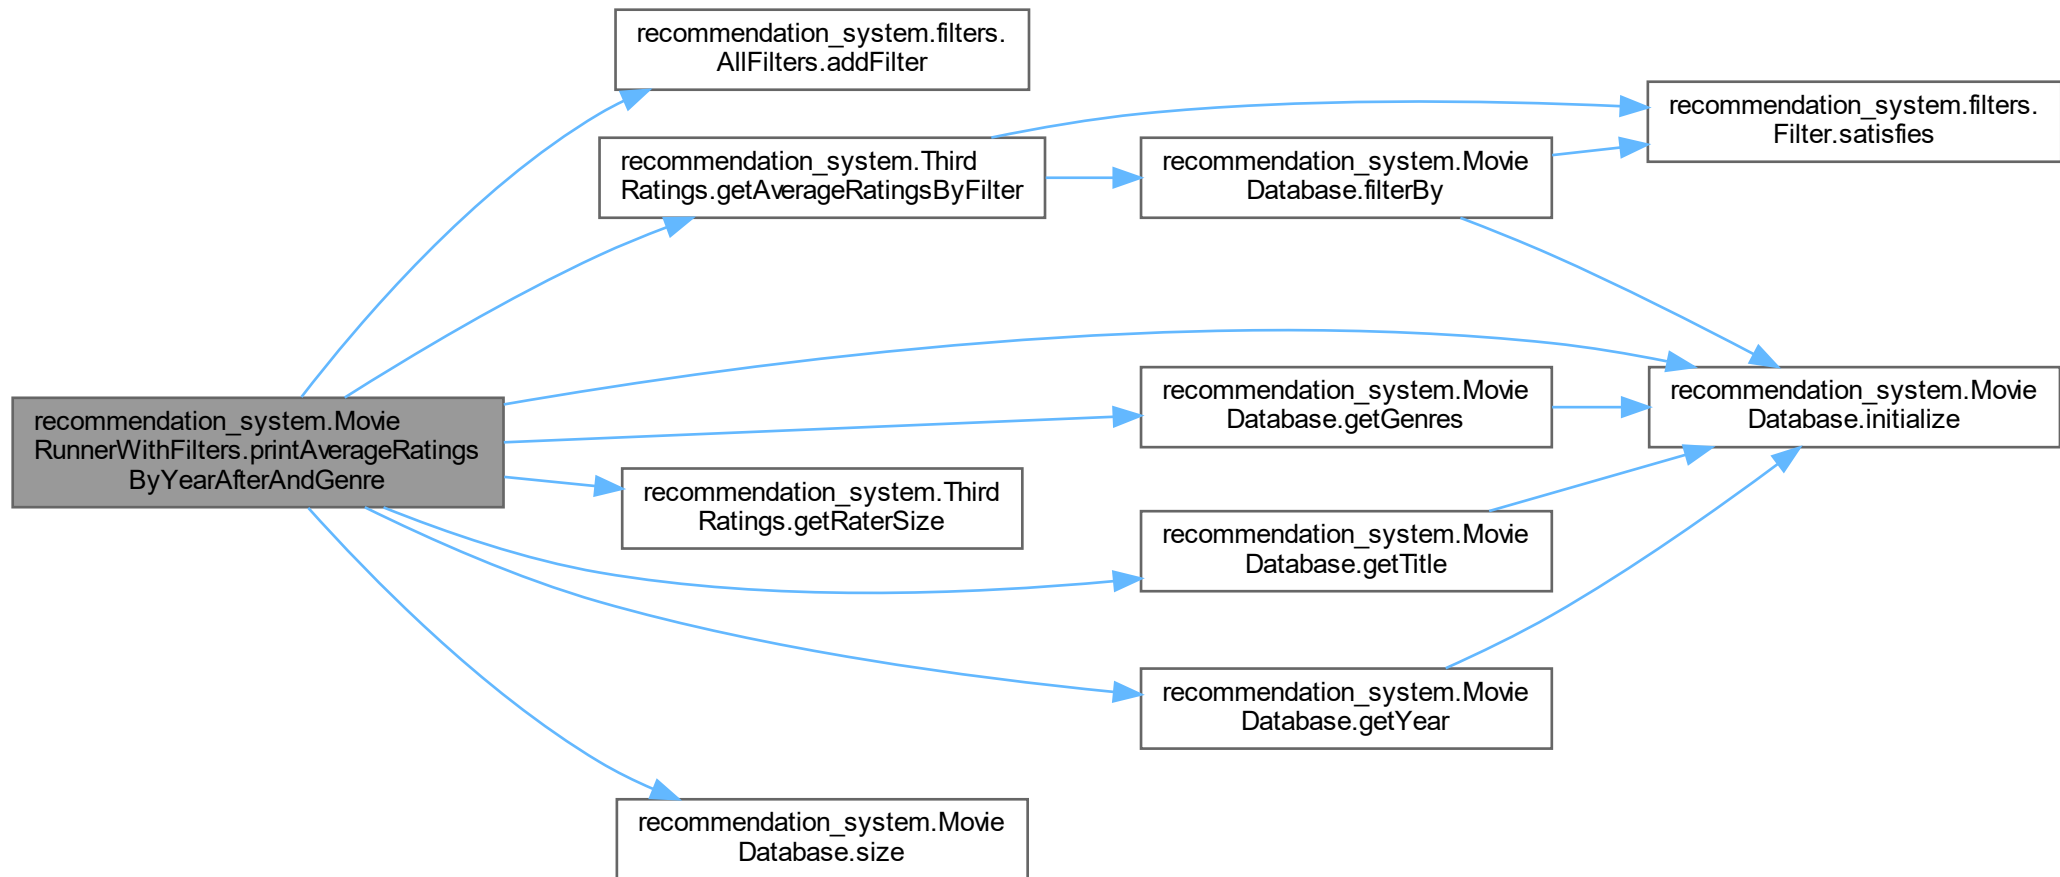 recommendation_system.filters.
AllFilters.addFilter
recommendation_system.filters.
Filter.satisfies
recommendation_system.Third
Ratings.getAverageRatingsByFilter
recommendation_system.Movie
Database.filterBy
recommendation_system.Movie
RunnerWithFilters.printAverageRatings
ByYearAfterAndGenre
recommendation_system.Movie
Database.getGenres
recommendation_system.Movie
Database.initialize
recommendation_system.Third
Ratings.getRaterSize
recommendation_system.Movie
Database.getTitle
recommendation_system.Movie
Database.getYear
recommendation_system.Movie
Database.size